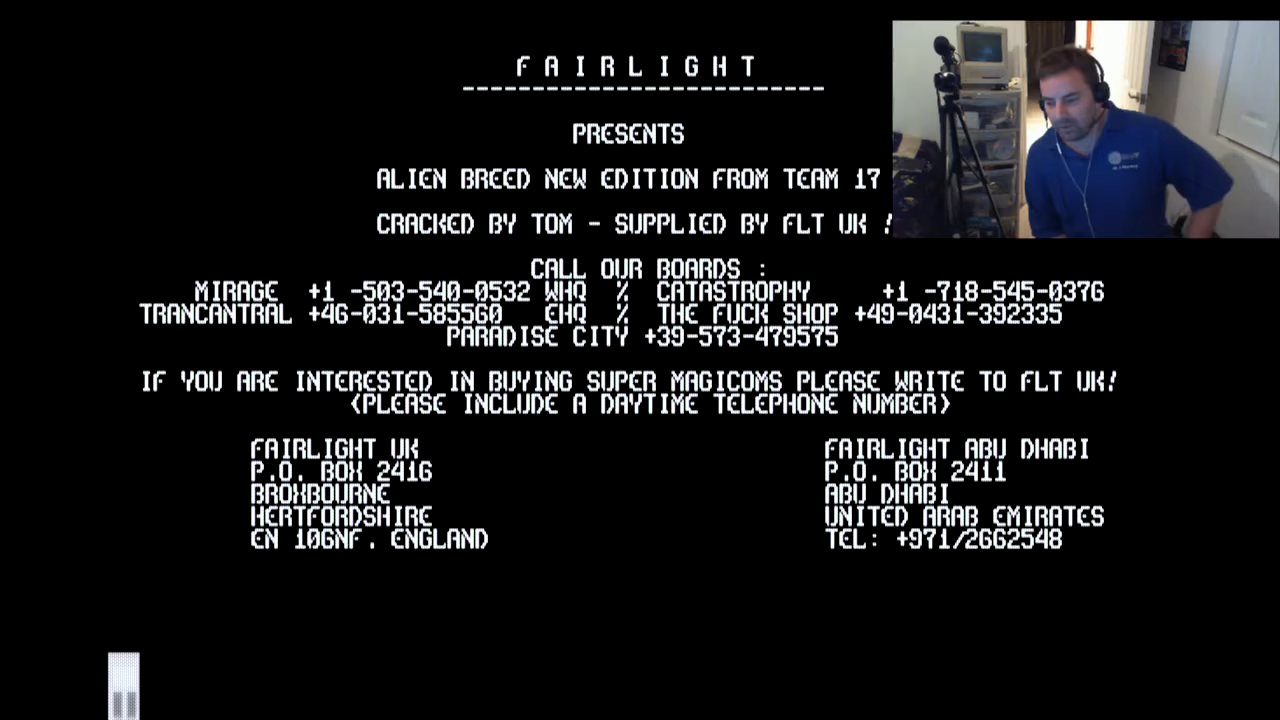 FAIRLIGHT
--------------------------
PRESENTS
ALIEN BREED NEW EDITION FROM TEAM 17
CRACKED BY TOM - SUPPLIED BY FLT UK !
CALL OUR BOARDS :
MIRAGE +1 -503-540-0532 WHQ % CATASTROPHY +1 -718-545-0376
TRANCANTRAL +46-031-585560 EHQ % THE FUCK SHOP +49-0431-392335
PARADISE CITY +39-573-479575
IF YOU ARE INTERESTED IN BUYING SUPER MAGICOMS PLEASE WRITE TO FLT UK!
(PLEASE INCLUDE A DAYTIME TELEPHONE NUMBER)
FAIRLIGHT UK
P.O. BOX 2416
BROXBOURNE
HERTFORDSHIRE
EN 106NF. ENGLAND
FAIRLIGHT ABU DHABI
P.O. BOX 2411
ABU DHABI
UNITED ARAB EMIRATES
TEL: +971/2662548